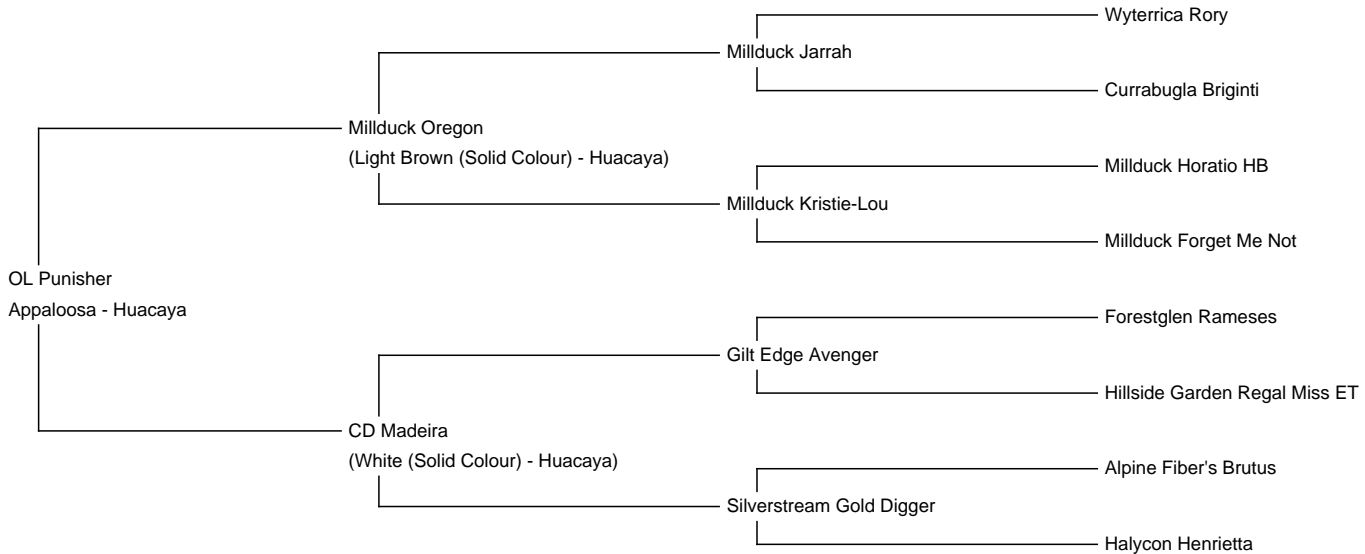 Wyterrica Rory
Millduck Jarrah
Currabugla Briginti
Millduck Oregon
(Light Brown (Solid Colour) - Huacaya)
Millduck Horatio HB
Millduck Kristie-Lou
Millduck Forget Me Not
OL Punisher
Appaloosa - Huacaya
Forestglen Rameses
Gilt Edge Avenger
Hillside Garden Regal Miss ET
CD Madeira
(White (Solid Colour) - Huacaya)
Alpine Fiber's Brutus
Silverstream Gold Digger
Halycon Henrietta